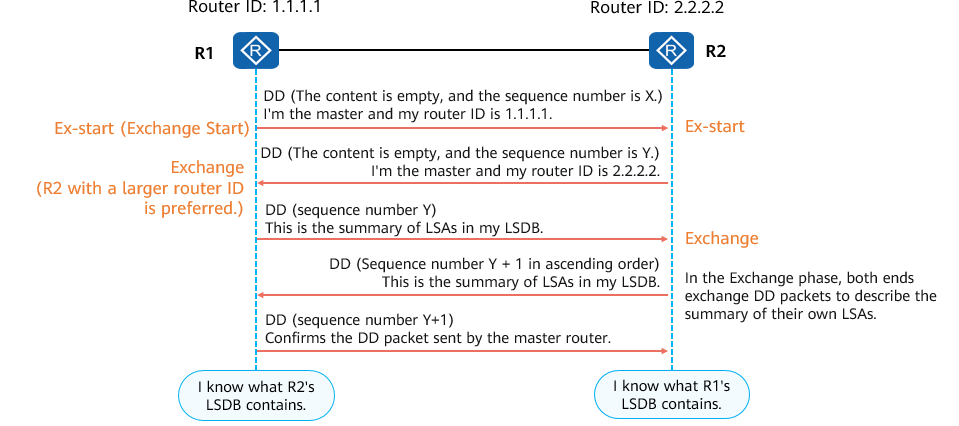 Router ID: 1.1.1.1
Router ID: 2.2.2.2
R1
R
R
R2
DD (The content is empty, and the sequence number is X.)
I'm the master and my router ID is 1.1.1.1.
Ex-start (Exchange Start)
Ex-start
DD (The content is empty, and the sequence number is Y.)
I'm the master and my router ID is 2.2.2.2.
Exchange
(R2 with a larger router ID
is preferred.)
DD (sequence number Y)
This is the summary of LSAs in my LSDB.
Exchange
DD (Sequence number Y + 1 in ascending order)
This is the summary of LSAs in my LSDB.
In the Exchange phase, both ends
exchange DD packets to describe the
summary of their own LSAs.
DD (sequence number Y+1)
Confirms the DD packet sent by the master router.
I know what R2's
LSDB contains.
I know what R1's
LSDB contains.